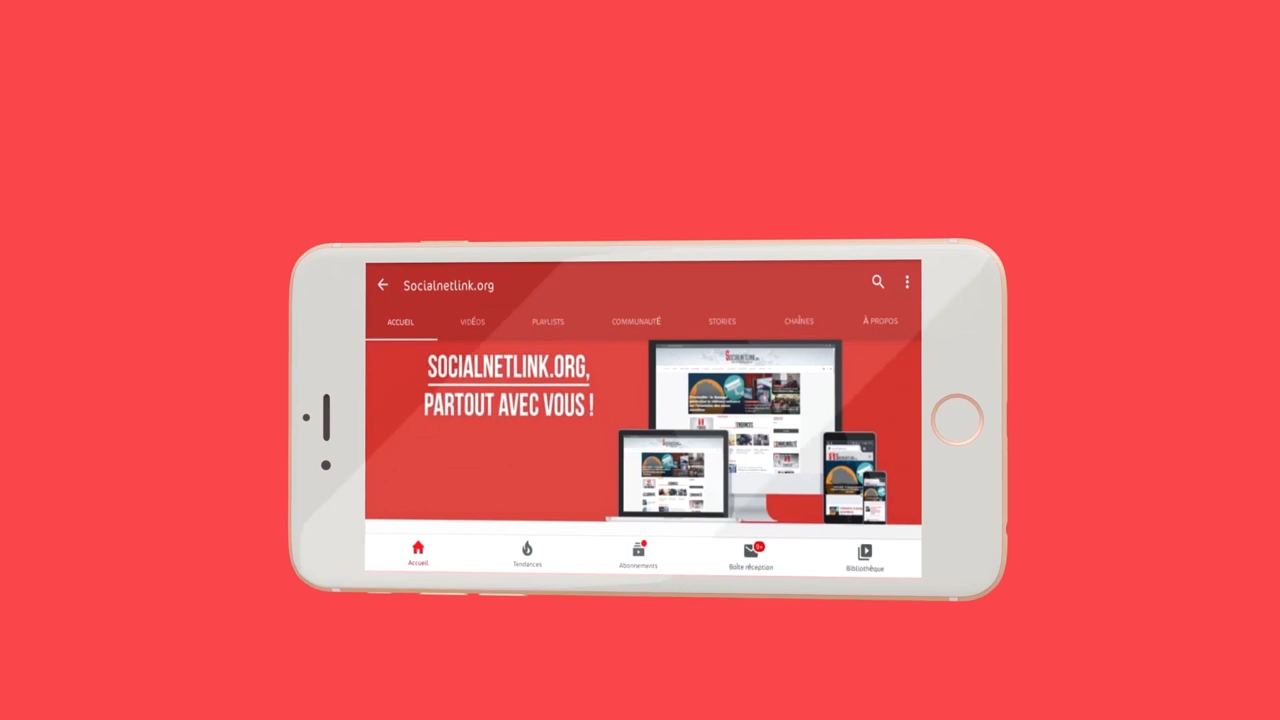 Socialnetlink.org
ACCUEIL VIDÉOS PLAYLISTS COMMUNAUTÉ STORIES CHAÎNES À PROPOS
SOCIALNETLINK.ORG,
PARTOUT AVEC VOUS !
9+
Accueil Tendances Abonnements Boîte réception Bibliothèque